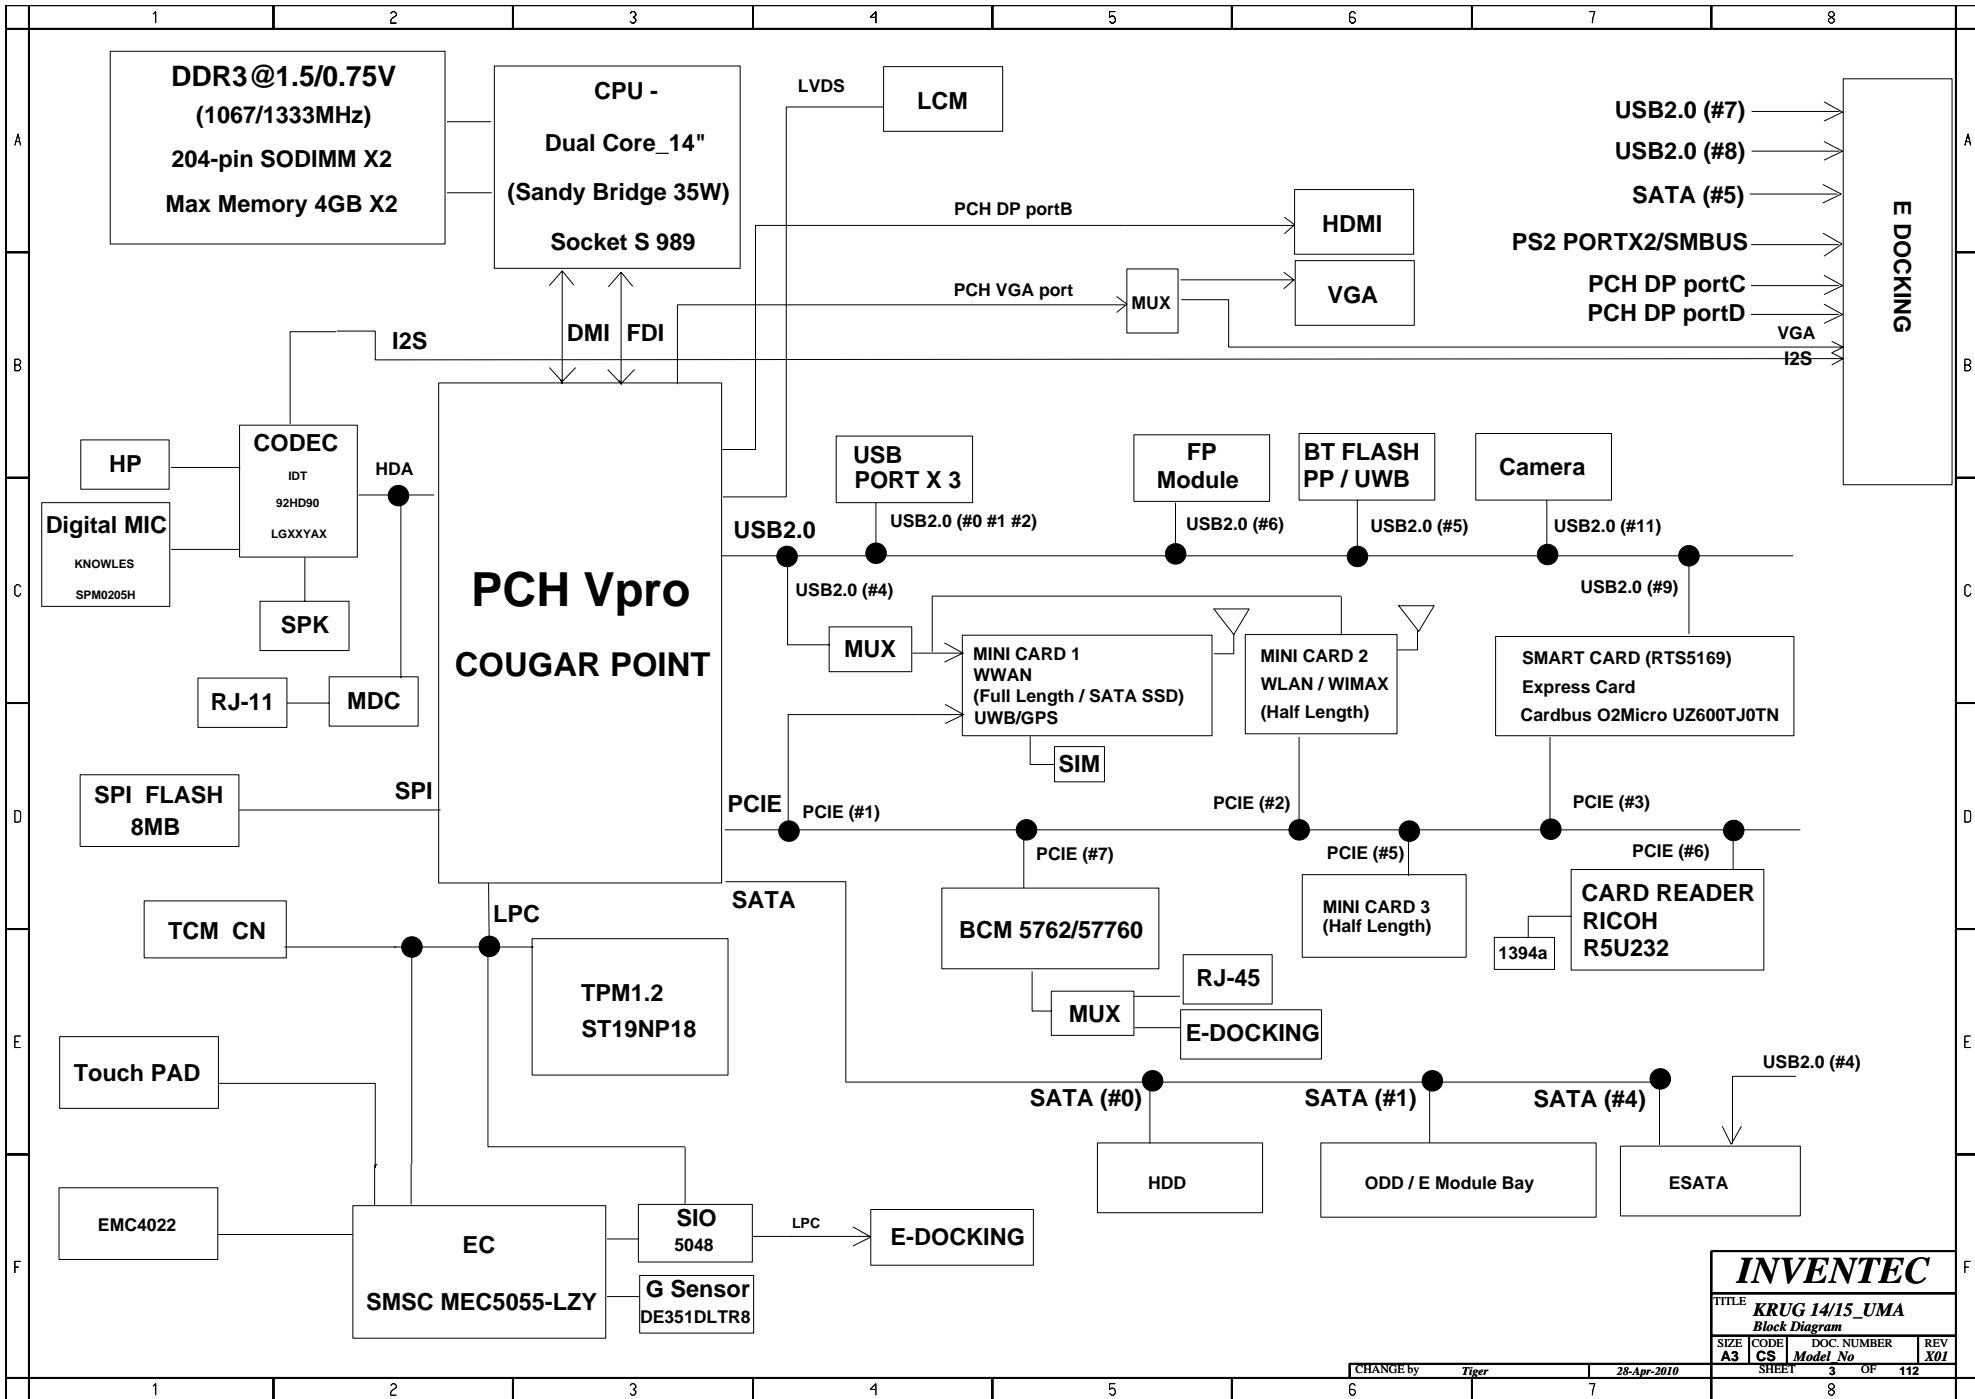 1 2 3 4 5 6 7 8
A
B
C
D
E
F
DDR3@1.5/0.75V
(1067/1333MHz)
204-pin SODIMM X2
Max Memory 4GB X2
CPU -
Dual Core_14"
(Sandy Bridge 35W)
Socket S 989
LVDS
LCM
PCH DP portB
HDMI
PCH VGA port
MUX
VGA
USB2.0 (#7)
USB2.0 (#8)
SATA (#5)
PS2 PORTX2/SMBUS
PCH DP portC
PCH DP portD
VGA
I2S
E DOCKING
A
B
C
D
E
F
I2S
DMI
FDI
HP
CODEC
IDT
92HD90
LGXXYAX
HDA
Digital MIC
KNOWLES
SPM0205H
SPK
RJ-11
MDC
PCH Vpro
COUGAR POINT
USB2.0
USB
PORT X 3
USB2.0 (#0 #1 #2)
FP
Module
USB2.0 (#6)
BT FLASH
PP / UWB
USB2.0 (#5)
Camera
USB2.0 (#11)
USB2.0 (#4)
USB2.0 (#9)
MUX
MINI CARD 1
WWAN
(Full Length / SATA SSD)
UWB/GPS
SIM
MINI CARD 2
WLAN / WIMAX
(Half Length)
SMART CARD (RTS5169)
Express Card
Cardbus O2Micro UZ600TJ0TN
SPI FLASH
8MB
SPI
PCIE
PCIE (#1)
PCIE (#2)
PCIE (#3)
PCIE (#7)
PCIE (#5)
PCIE (#6)
SATA
LPC
TCM CN
TPM1.2
ST19NP18
BCM 5762/57760
MINI CARD 3
(Half Length)
CARD READER
RICOH
R5U232
1394a
MUX
RJ-45
E-DOCKING
Touch PAD
SATA (#0)
SATA (#1)
SATA (#4)
USB2.0 (#4)
HDD
ODD / E Module Bay
ESATA
EMC4022
EC
SMSC MEC5055-LZY
SIO
5048
LPC
E-DOCKING
G Sensor
DE351DLTR8
INVENTEC
TITLE
KRUG 14/15_UMA
Block Diagram
SIZE CODE DOC. NUMBER REV
A3 CS Model_No X01
CHANGE by Tiger 28-Apr-2010 SHEET 3 OF 112
1 2 3 4 5 6 7 8